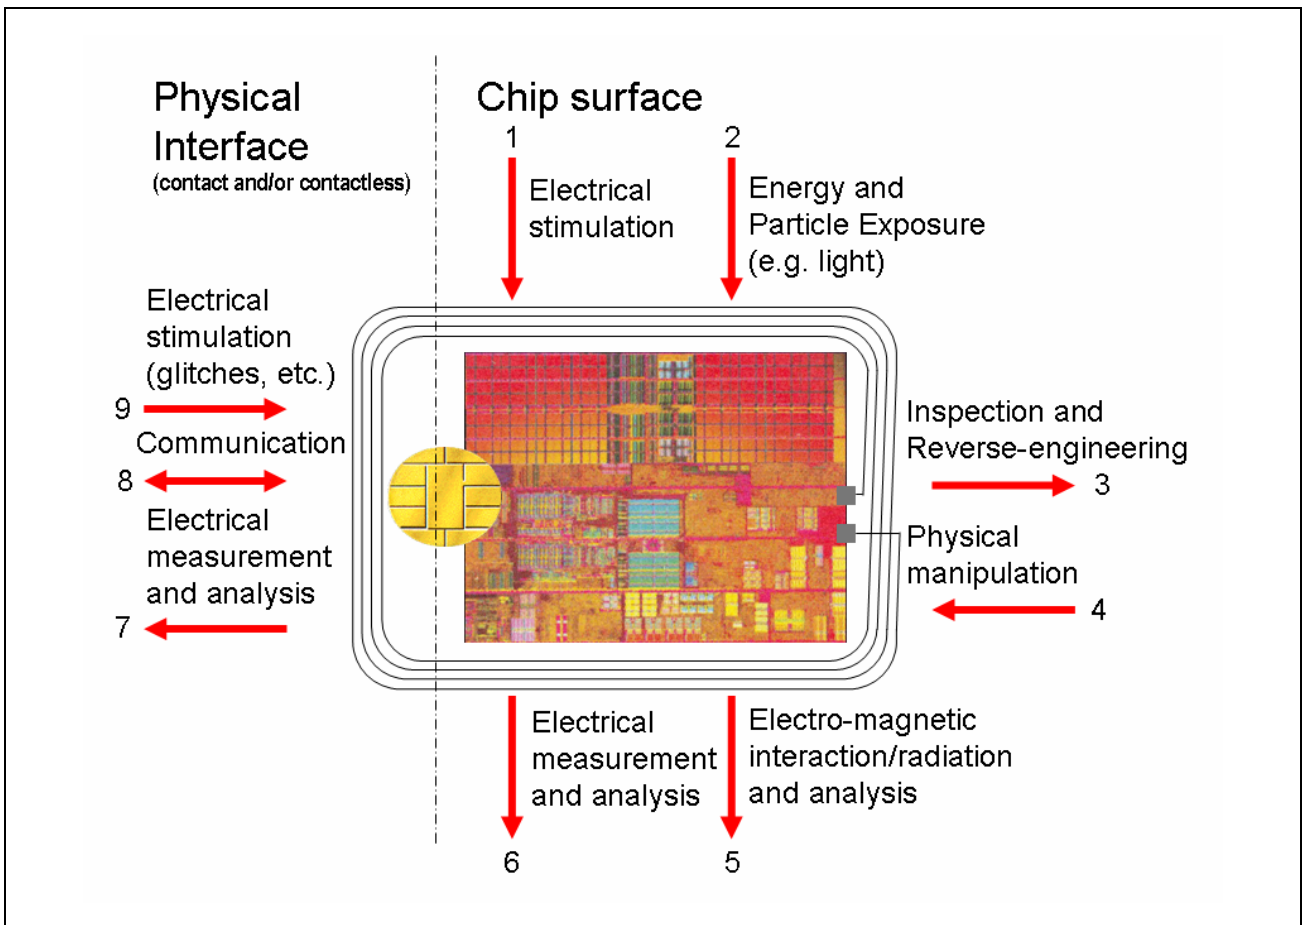 Physical
Interface
(contact and/or contactless)
Chip surface
1
2
Electrical
stimulation
Energy and
Particle Exposure
(e.g. light)
Electrical
stimulation
(glitches, etc.)
9
Communication
8
Electrical
measurement
and analysis
7
Inspection and
Reverse-engineering
3
Physical
manipulation
4
Electrical
measurement
and analysis
6
Electro-magnetic
interaction/radiation
and analysis
5